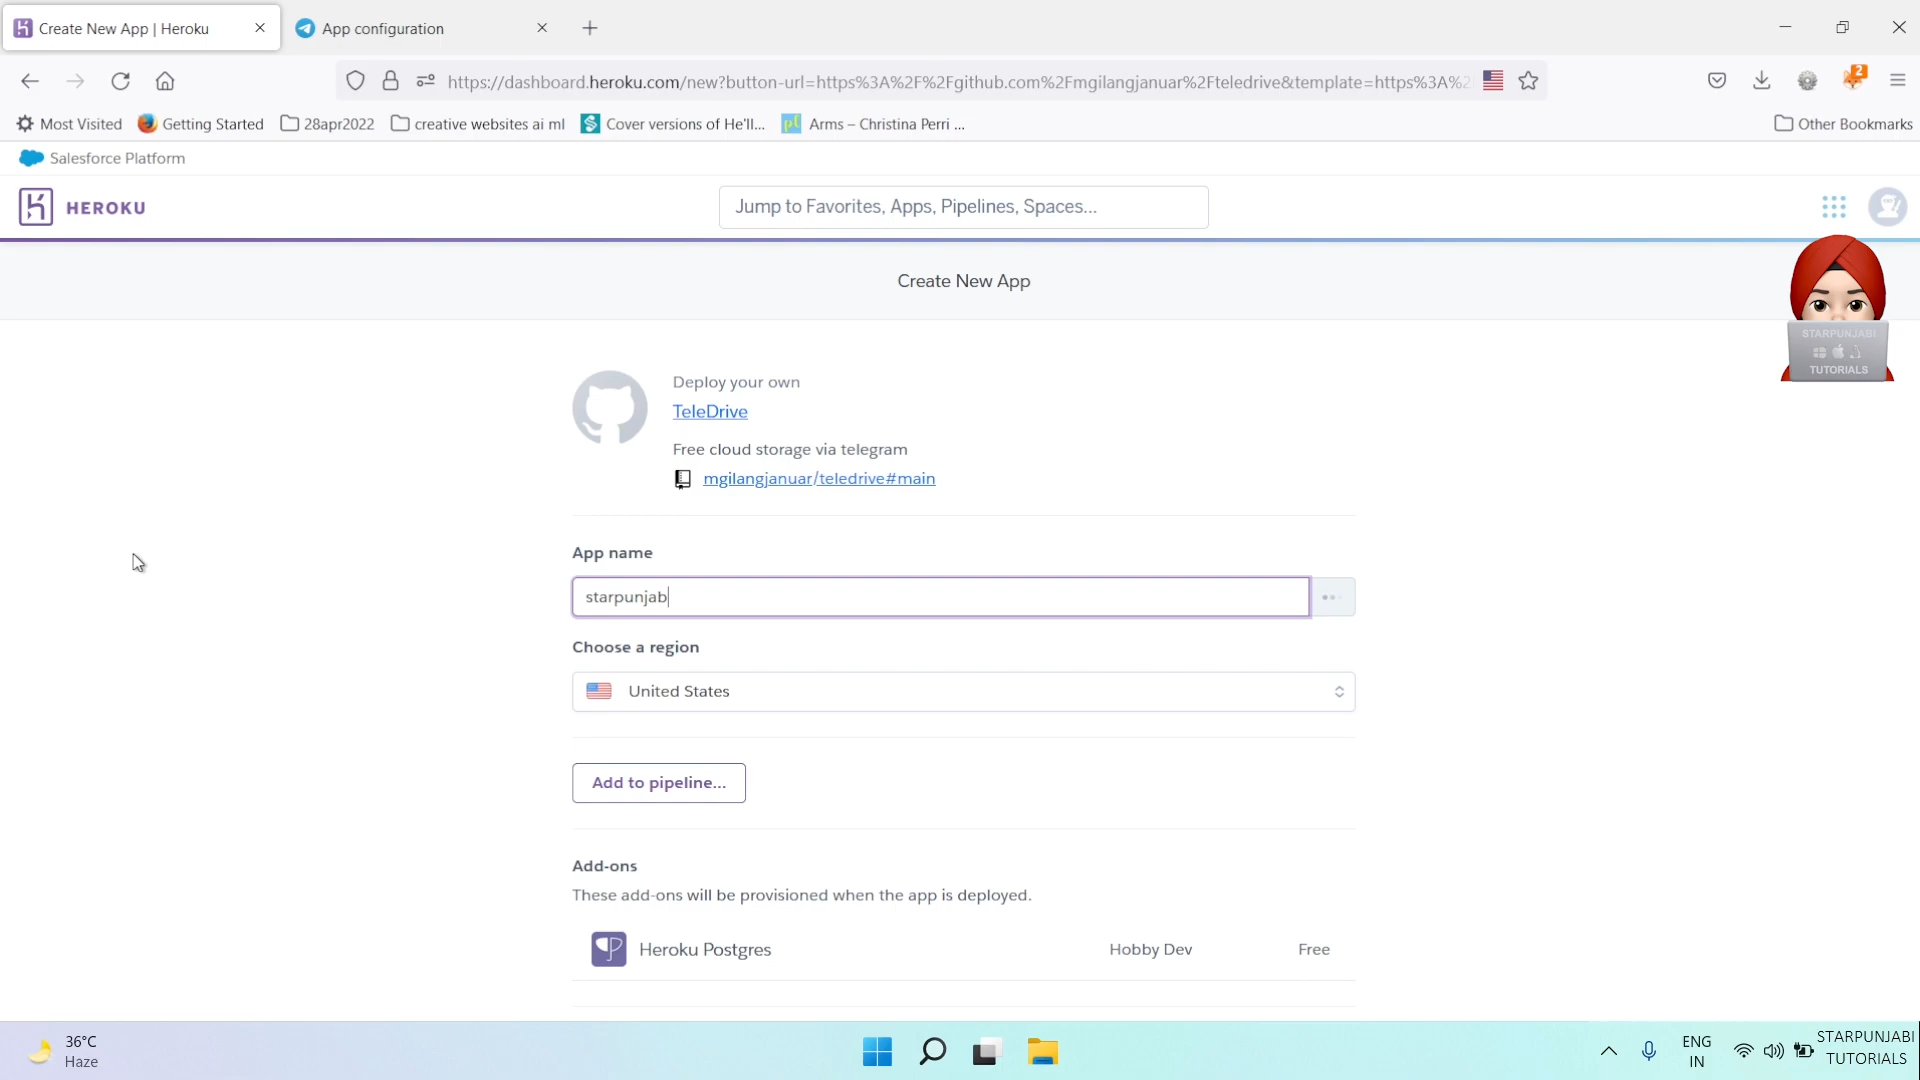 Create New App | Heroku
App configuration
https://dashboard.heroku.com/new?button-url=https%3A%2F%2Fgithub.com%2Fmgilangjanuar%2Fteledrive&template=https%3A%2
2
Most Visited
Getting Started
28apr2022
creative websites ai ml
Cover versions of He'll...
Arms – Christina Perri ...
Other Bookmarks
Salesforce Platform
HEROKU
Jump to Favorites, Apps, Pipelines, Spaces...
Create New App
STARPUNJABI
TUTORIALS
Deploy your own
TeleDrive
Free cloud storage via telegram
mgilangjanuar/teledrive#main
App name
starpunjab
Choose a region
United States
Add to pipeline...
Add-ons
These add-ons will be provisioned when the app is deployed.
Heroku Postgres
Hobby Dev
Free
36°C
Haze
ENG
IN
STARPUNJABI
TUTORIALS